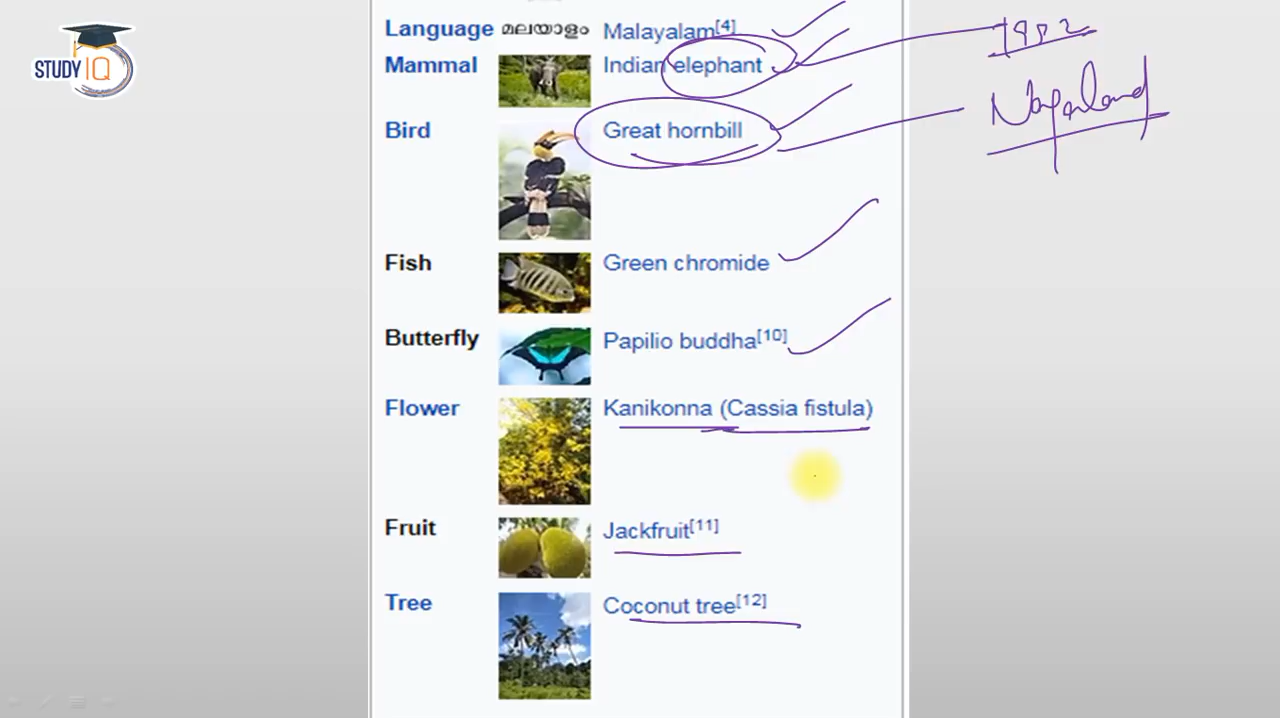 STUDY IQ
Language മലയാളം Malayalam[4]
1992
Mammal Indian elephant
Nagaland
Bird Great hornbill
Fish Green chromide
Butterfly Papilio buddha[10]
Flower Kanikonna (Cassia fistula)
Fruit Jackfruit[11]
Tree Coconut tree[12]